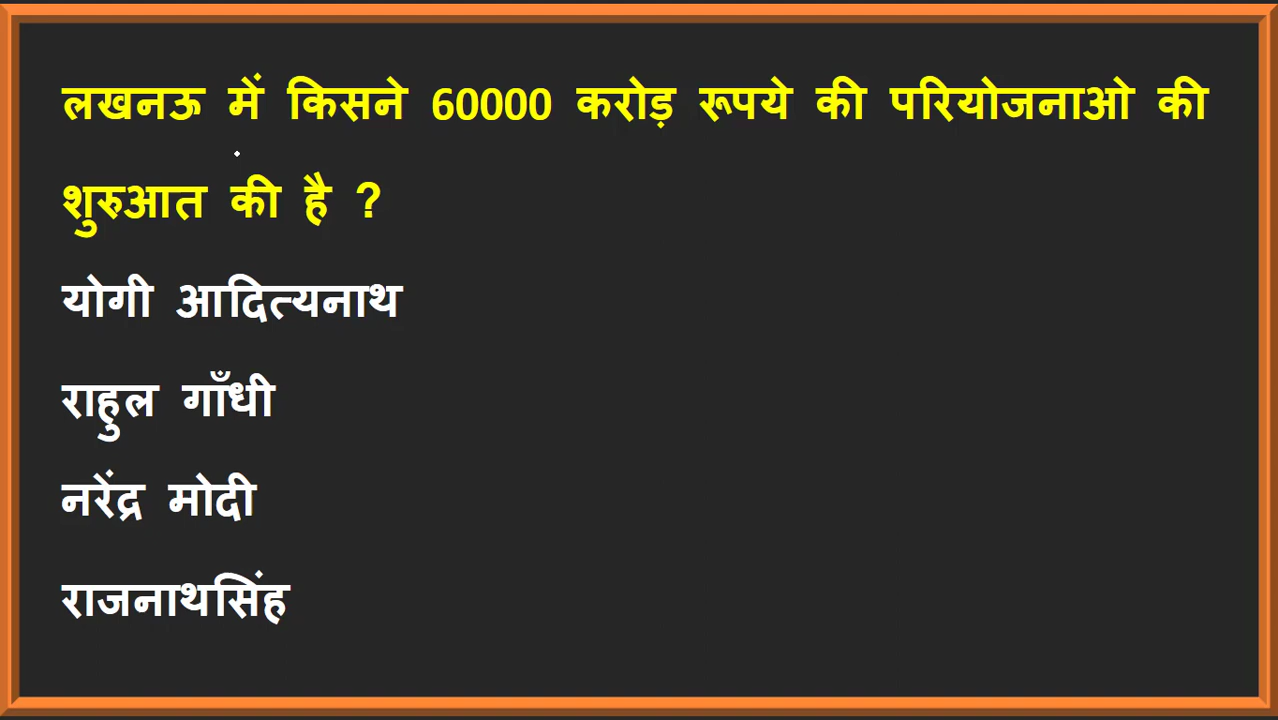 लखनऊ में किसने 60000 करोड़ रूपये की परियोजनाओ की
शुरुआत की है ?
योगी आदित्यनाथ
राहुल गाँधी
नरेंद्र मोदी
राजनाथसिंह